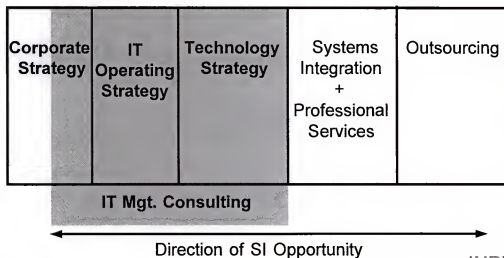 Corporate
Strategy
IT
Operating
Strategy
Technology
Strategy
Systems
Integration
+
Professional
Services
Outsourcing
IT Mgt. Consulting
Direction of SI Opportunity